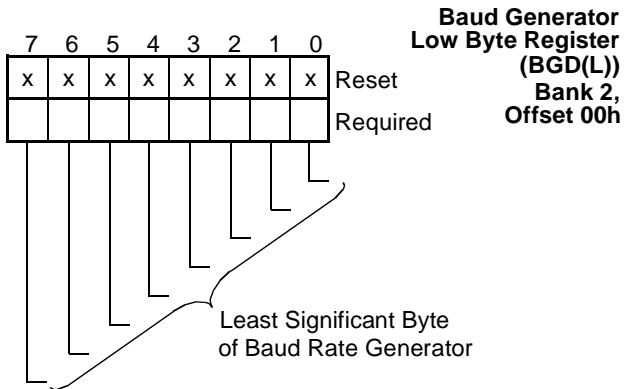 Baud Generator
Low Byte Register
(BGD(L))
Bank 2,
Offset 00h
7 6 5 4 3 2 1 0
x x x x x x x x Reset
Required
Least Significant Byte
of Baud Rate Generator